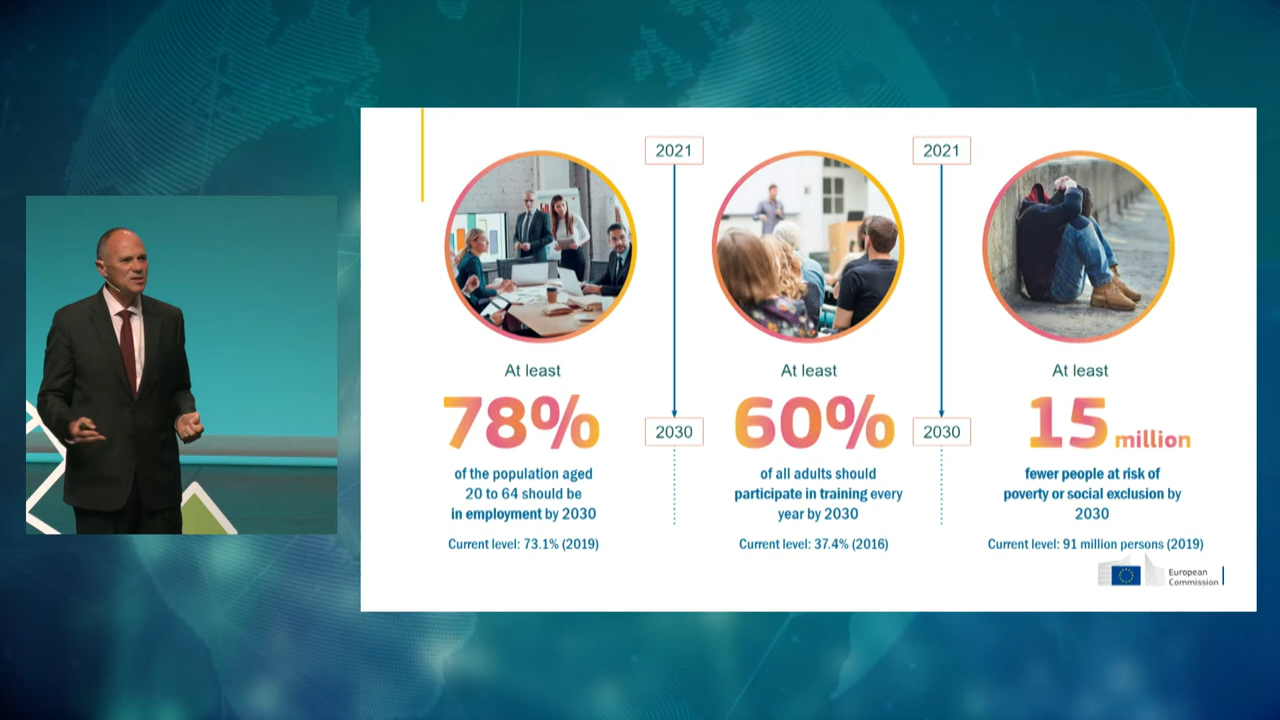 2021
2021
At least
78%
of the population aged
20 to 64 should be
in employment by 2030
Current level: 73.1% (2019)
2030
At least
60%
of all adults should
participate in training every
year by 2030
Current level: 37.4% (2016)
2030
At least
15 million
fewer people at risk of
poverty or social exclusion by
2030
Current level: 91 million persons (2019)
European
Commission